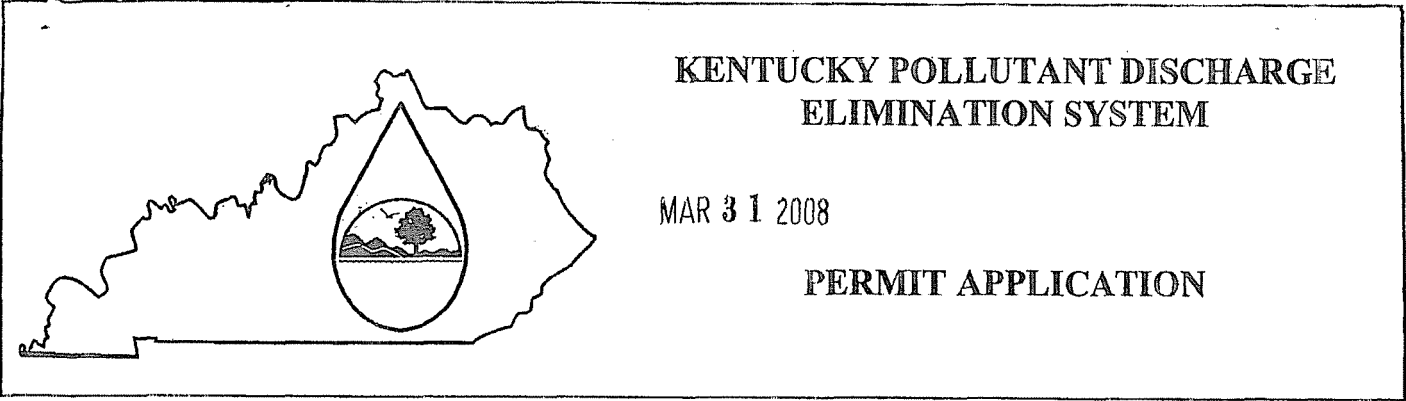 KENTUCKY POLLUTANT DISCHARGE
ELIMINATION SYSTEM
MAR 31 2008
PERMIT APPLICATION